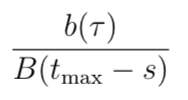 b(τ)
B(t_max − s)